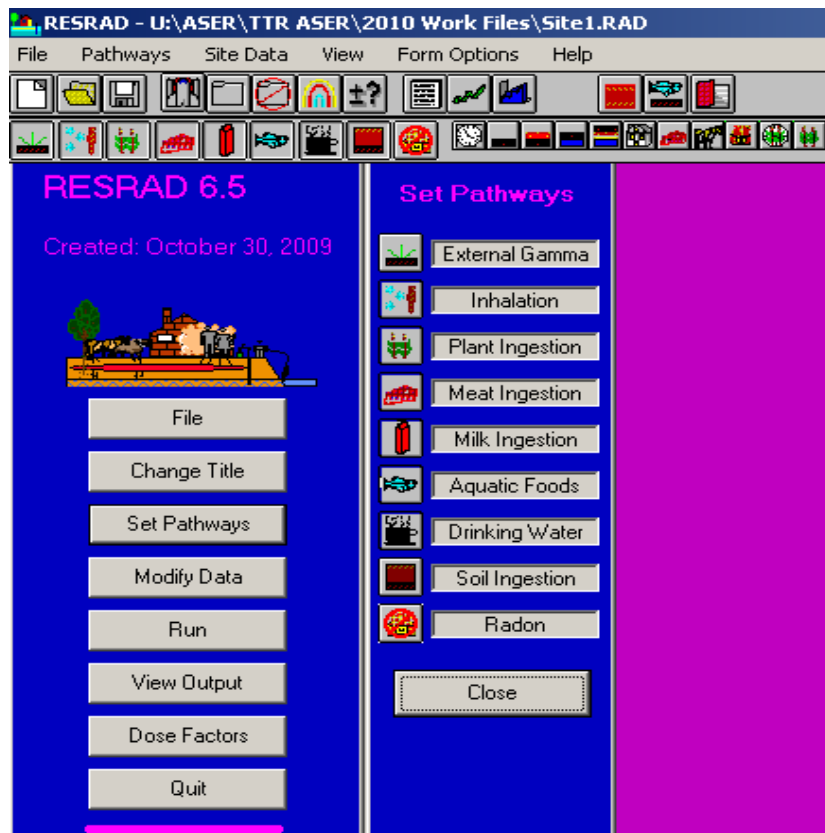 RESRAD - U:\ASER\TTR ASER\2010 Work Files\Site1.RAD
File Pathways Site Data View Form Options Help
±?
RESRAD 6.5
Created: October 30, 2009
File
Change Title
Set Pathways
Modify Data
Run
View Output
Dose Factors
Quit
Set Pathways
External Gamma
Inhalation
Plant Ingestion
Meat Ingestion
Milk Ingestion
Aquatic Foods
Drinking Water
Soil Ingestion
Radon
Close